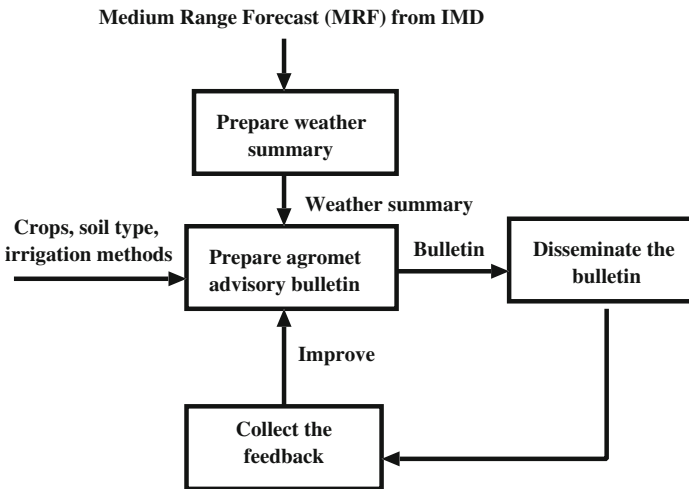 Medium Range Forecast (MRF) from IMD
Prepare weather
summary
Weather summary
Crops, soil type,
irrigation methods
Prepare agromet
advisory bulletin
Bulletin
Disseminate the
bulletin
Improve
Collect the
feedback